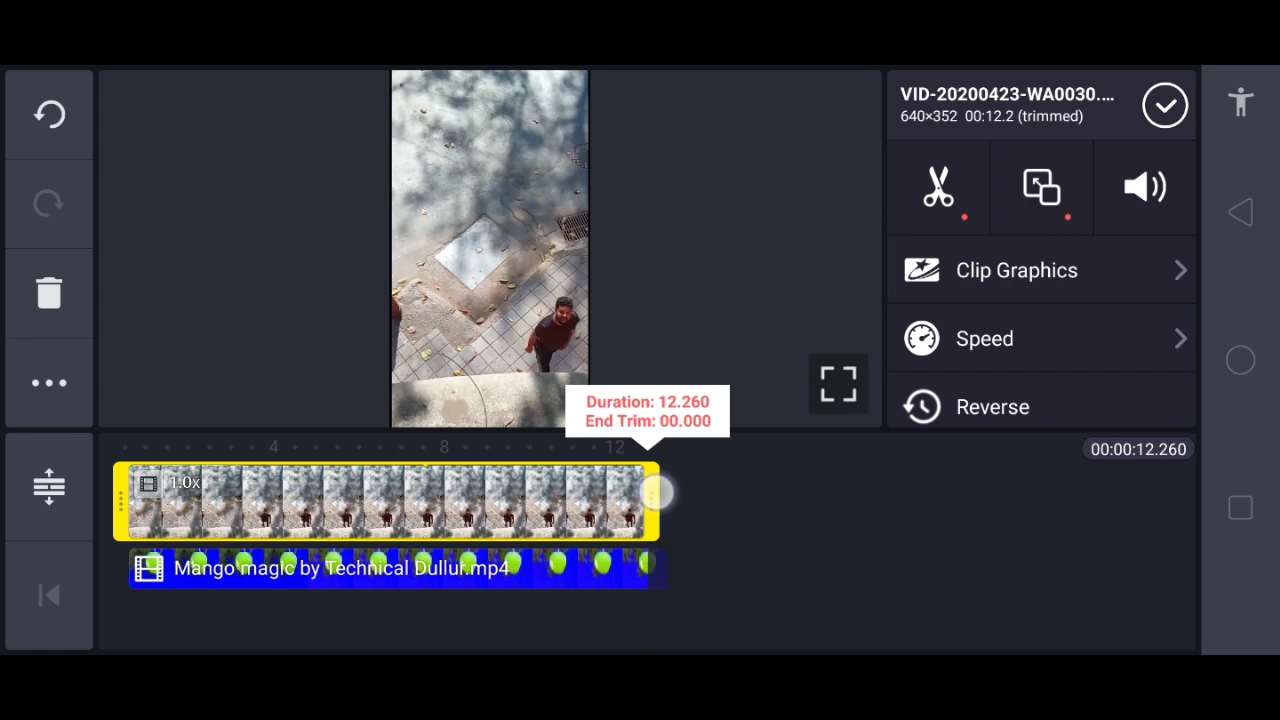 VID-20200423-WA0030....
640×352 00:12.2 (trimmed)
Clip Graphics
Speed
Reverse
Duration: 12.260
End Trim: 00.000
4 8 12
00:00:12.260
1.0x
Mango magic by Technical Dullur.mp4